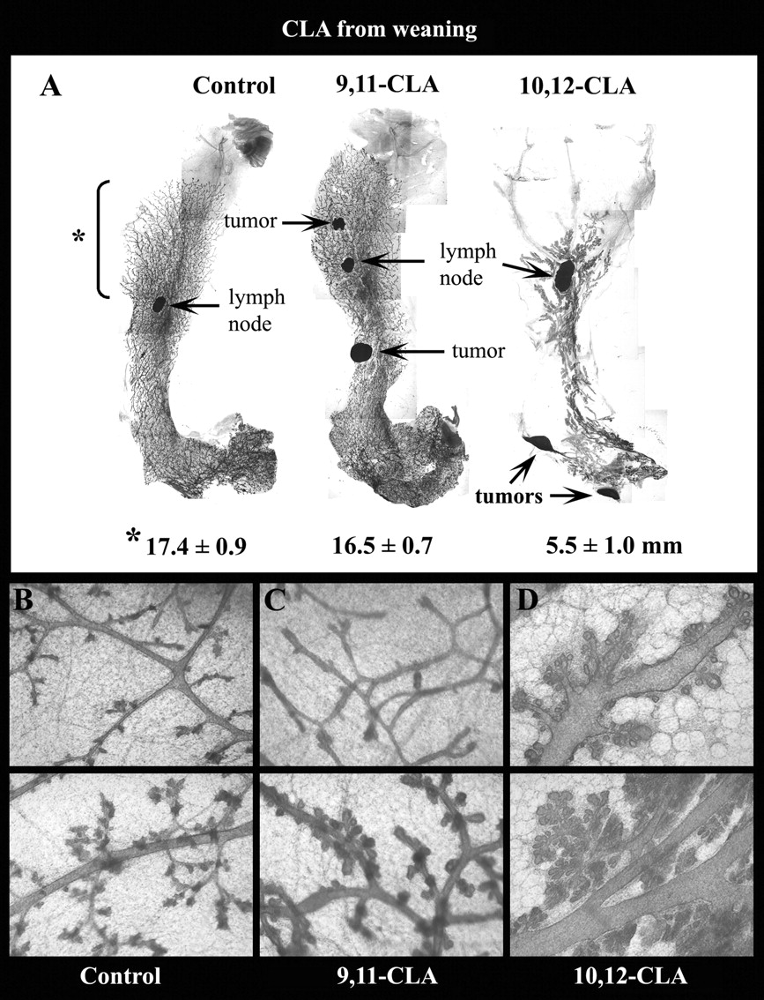 CLA from weaning
A
Control
9,11-CLA
10,12-CLA
*
tumor
lymph
node
lymph
node
tumor
tumors
* 17.4 ± 0.9
16.5 ± 0.7
5.5 ± 1.0 mm
B
C
D
Control
9,11-CLA
10,12-CLA